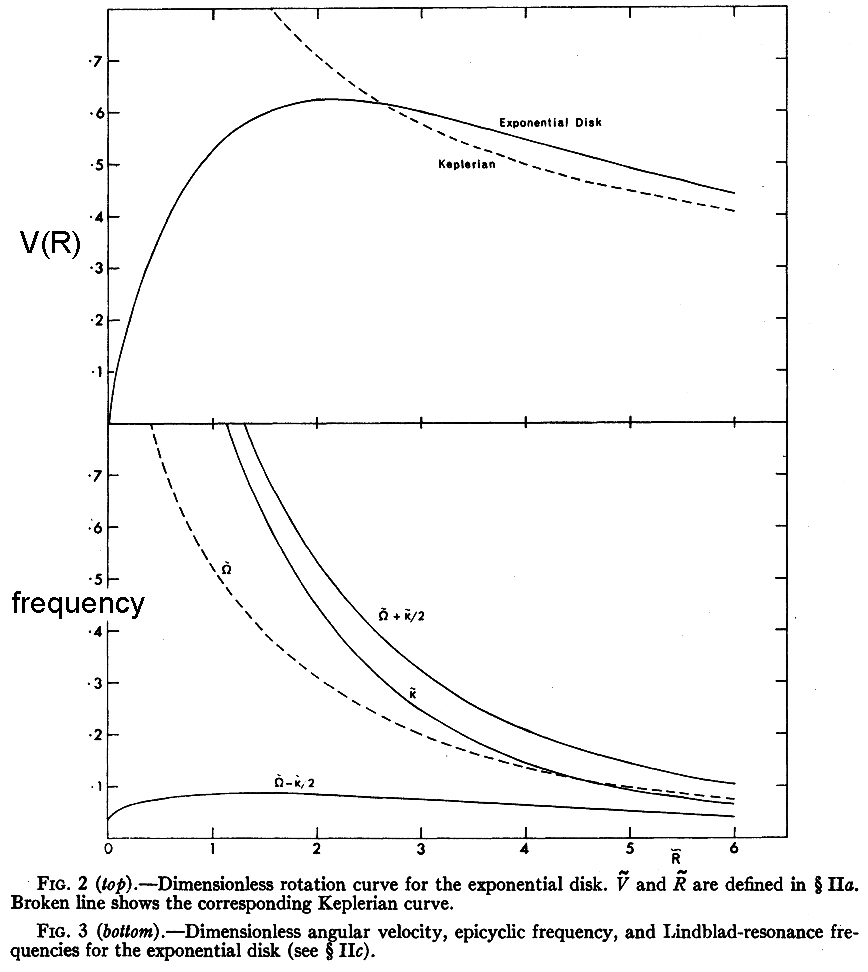 ·7
·6
Exponential Disk
·5
Keplerian
·4
V(R)
·3
·2
·1
·7
·6
Ω̃
·5
frequency
Ω̃ + κ̃/2
·4
·3
κ̃
·2
Ω̃−κ̃/2
·1
0 1 2 3 4 5 6
R̃
FIG. 2 (top).—Dimensionless rotation curve for the exponential disk. Ṽ and R̃ are defined in § IIa.
Broken line shows the corresponding Keplerian curve.
FIG. 3 (bottom).—Dimensionless angular velocity, epicyclic frequency, and Lindblad-resonance fre-
quencies for the exponential disk (see § IIc).